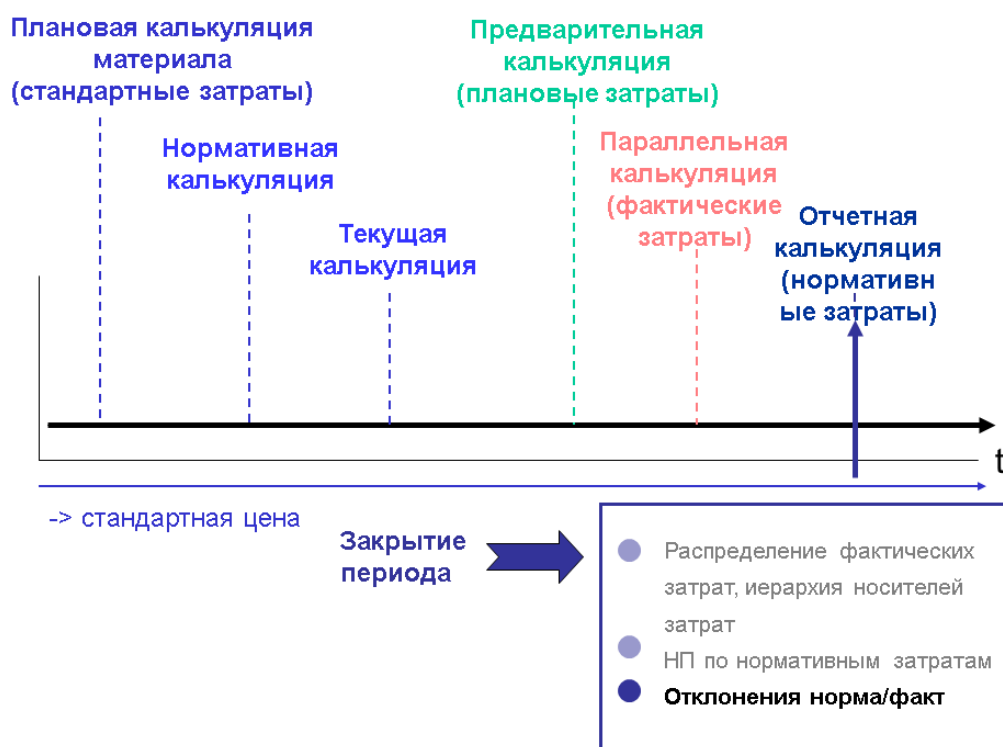 Плановая калькуляция
материала
(стандартные затраты)
Нормативная
калькуляция
Текущая
калькуляция
Предварительная
калькуляция
(плановые затраты)
Параллельная
калькуляция
(фактические
затраты)
Отчетная
калькуляция
(нормативн
ые затраты)
t
-> стандартная цена
Закрытие
периода
Распределение фактических
затрат, иерархия носителей
затрат
НП по нормативным затратам
Отклонения норма/факт